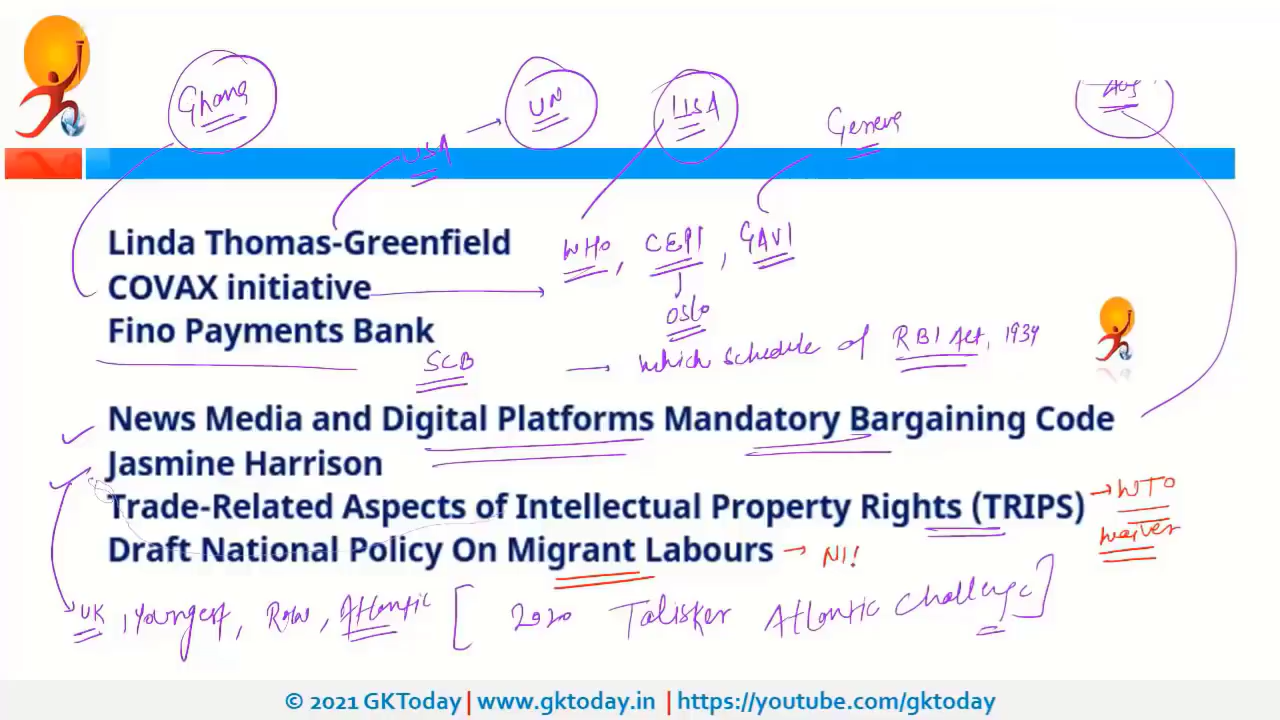 Ghana
UN
USA
Geneva
Aus
USA
Linda Thomas-Greenfield
WHO, CEPI, GAVI
COVAX initiative
Oslo
Fino Payments Bank
SCB → which schedule of RBI Act, 1934
News Media and Digital Platforms Mandatory Bargaining Code
Jasmine Harrison
Trade-Related Aspects of Intellectual Property Rights (TRIPS) → WTO
waiver
Draft National Policy On Migrant Labours →
UK, Youngest, Row, Atlantic [2020 Talisker Atlantic Challenge]
© 2021 GKToday | www.gktoday.in | https://youtube.com/gktoday